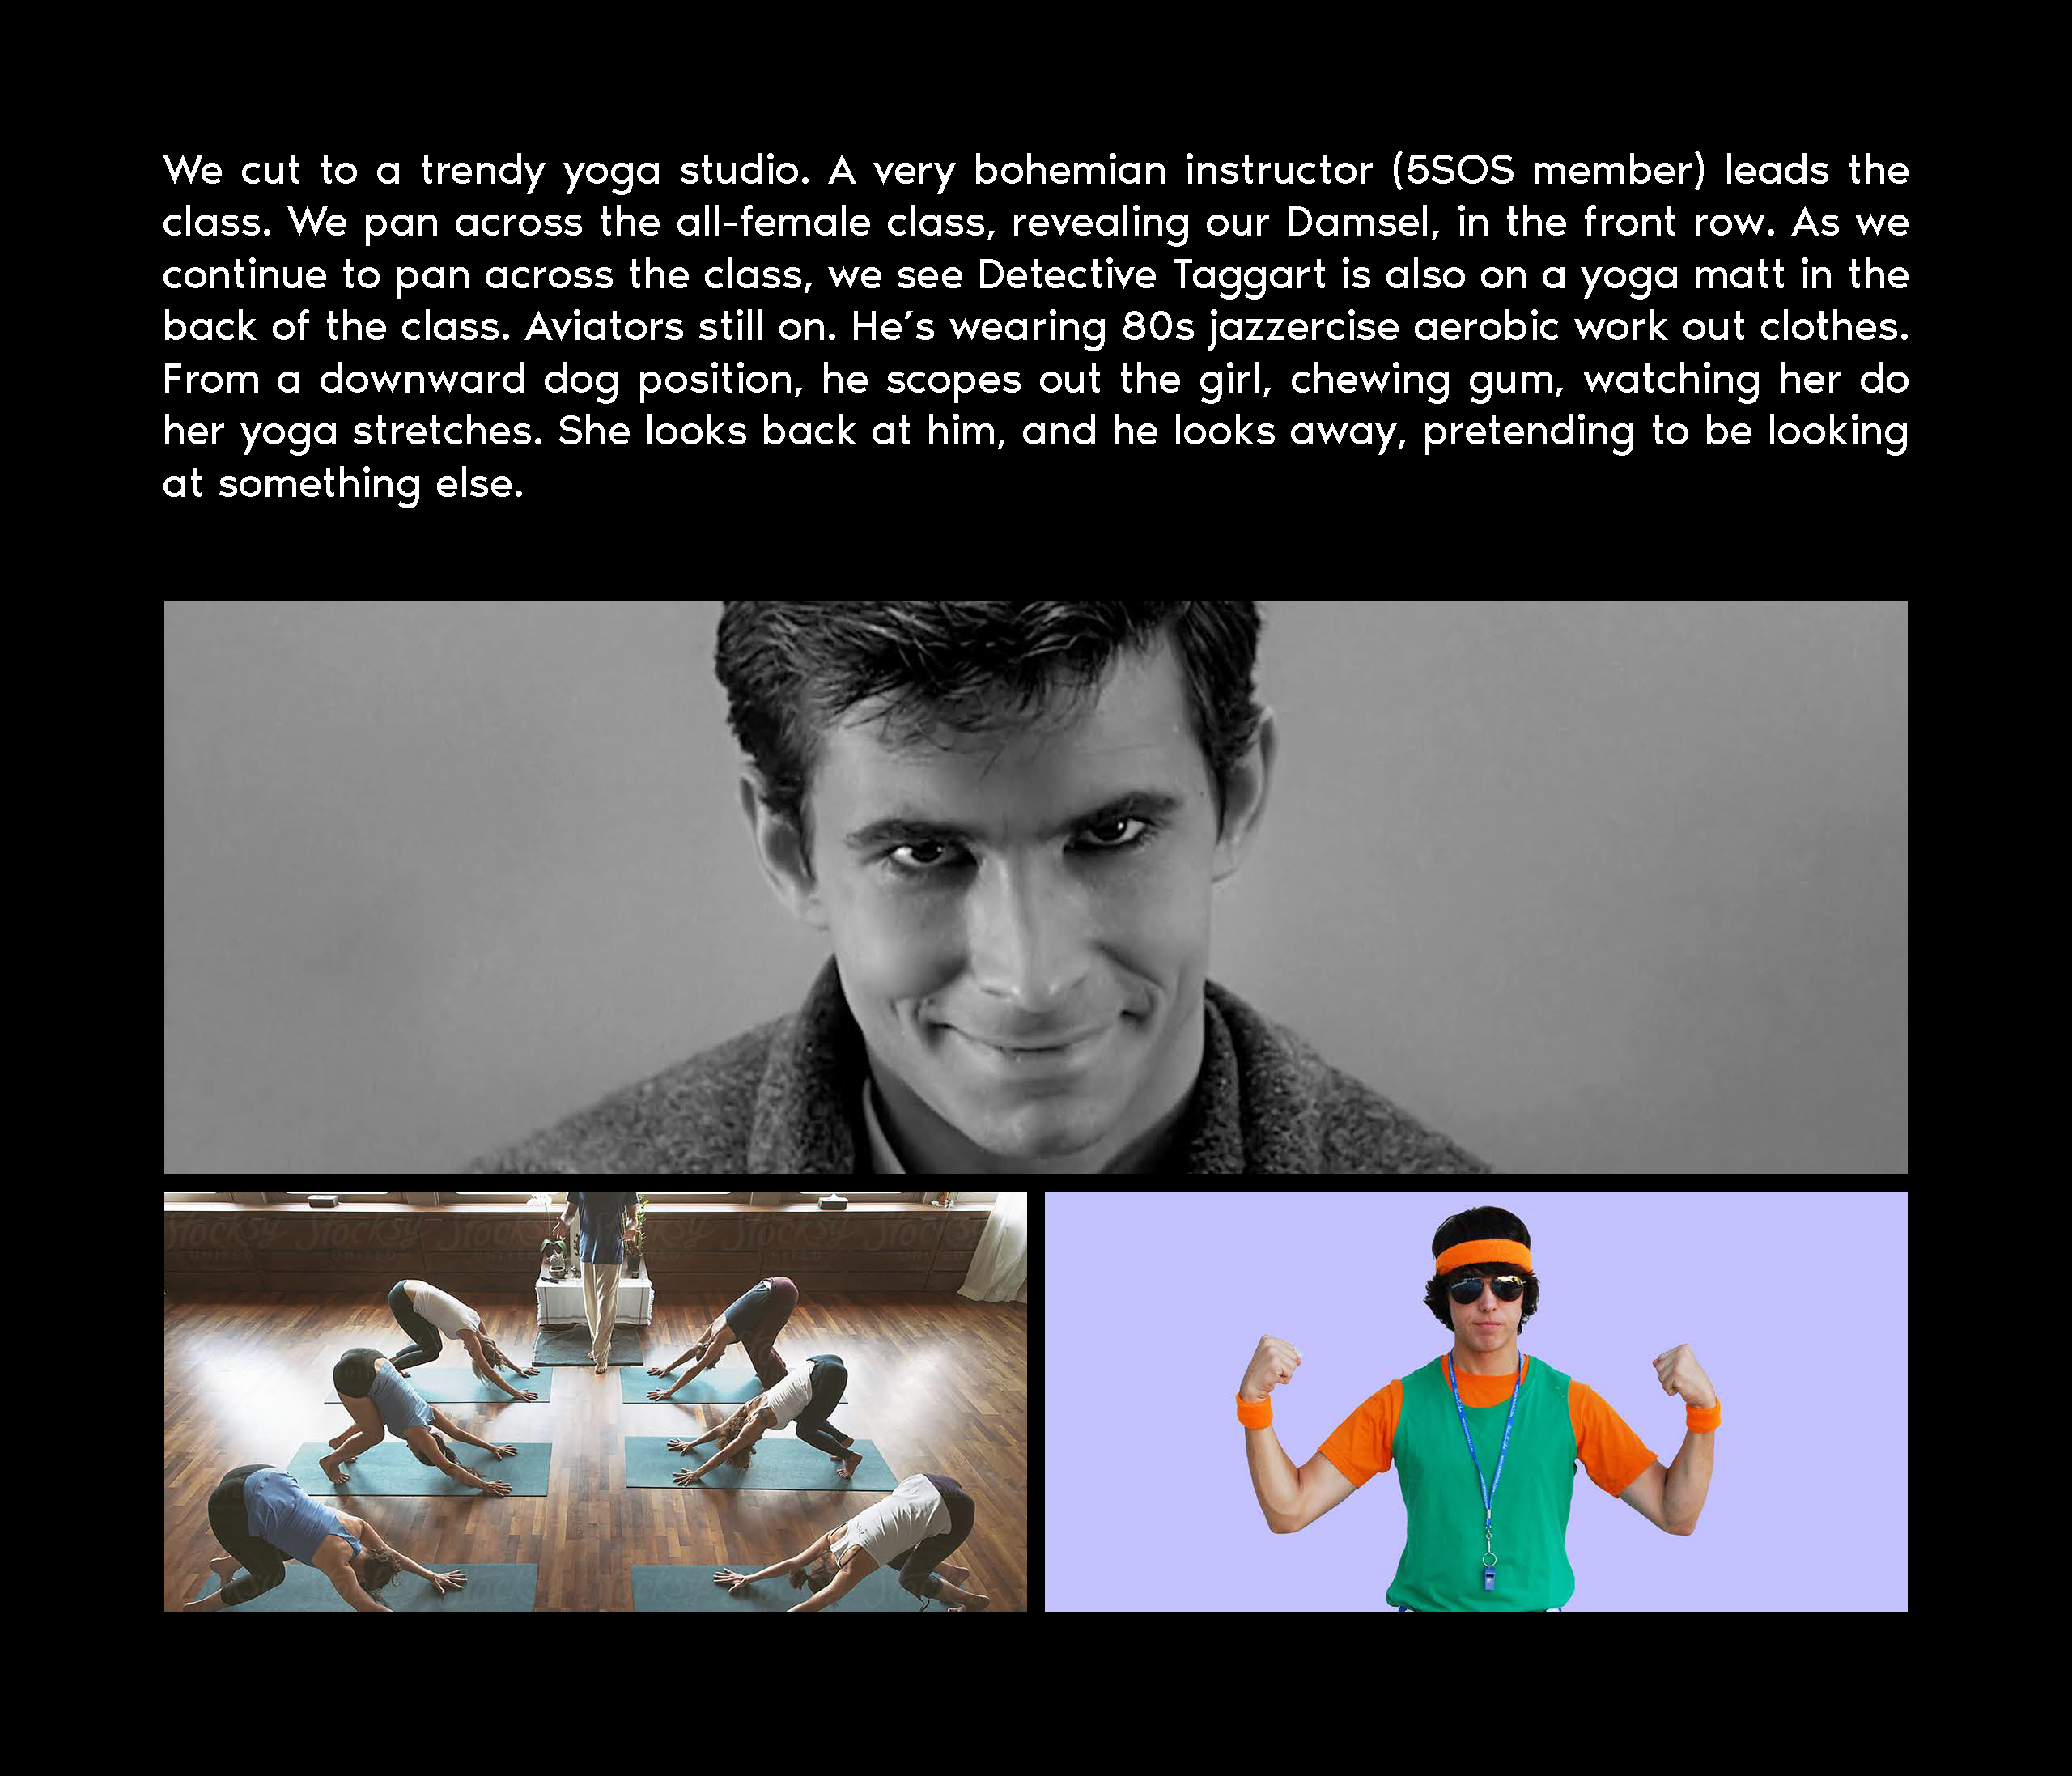 We cut to a trendy yoga studio. A very bohemian instructor (5SOS member) leads the
class. We pan across the all-female class, revealing our Damsel, in the front row. As we
continue to pan across the class, we see Detective Taggart is also on a yoga matt in the
back of the class. Aviators still on. He’s wearing 80s jazzercise aerobic work out clothes.
From a downward dog position, he scopes out the girl, chewing gum, watching her do
her yoga stretches. She looks back at him, and he looks away, pretending to be looking
at something else.
Stocksy Stocksy Stocksy Stocksy Stocksy Stocksy
UNITED UNITED